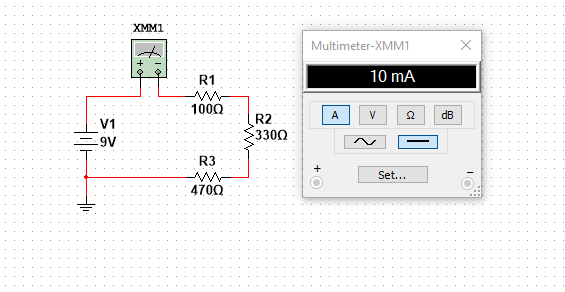 XMM1
Multimeter-XMM1
10 mA
A V Ω dB
Set...
+ −
+ −
R1
100Ω
R2
330Ω
V1
9V
R3
470Ω